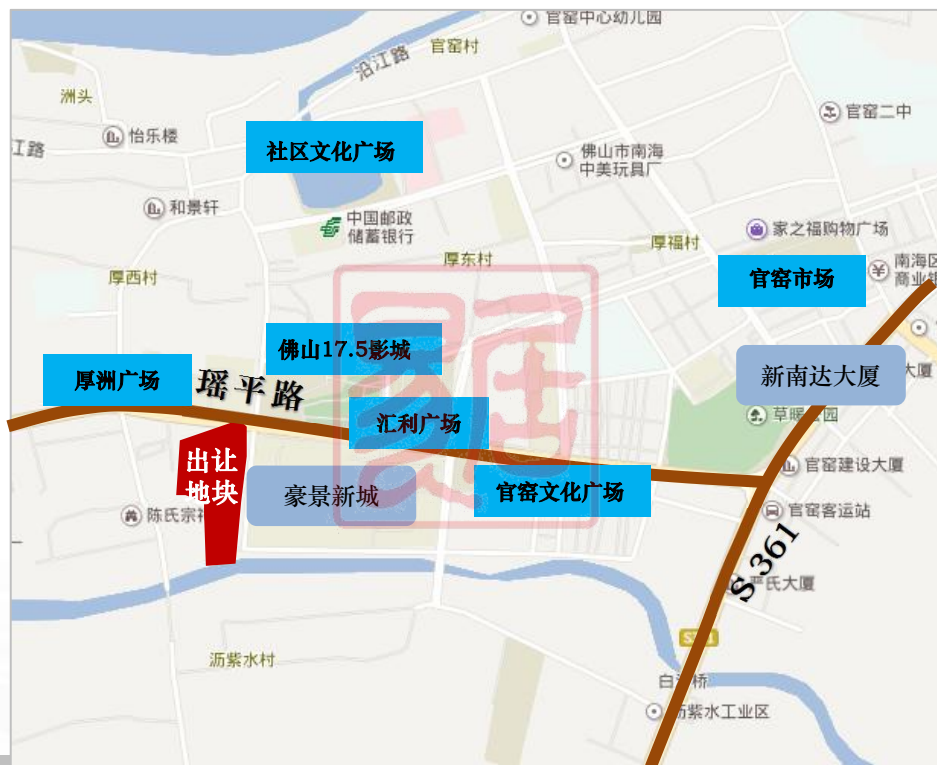 官窑中心幼儿园
沿江路
官窑村
洲头
怡乐楼
官窑二中
江路
社区文化广场
佛山市南海
中美玩具厂
和景轩
中国邮政
储蓄银行
家之福购物广场
厚福村
厚东村
南海区
商业银
厚西村
官窑市场
佛山17.5影城
厚洲广场
瑶平路
新南达大厦
大厦
汇利广场
出让
地块
官窑建设大厦
豪景新城
官窑文化广场
陈氏宗
官窑客运站
S 361
严氏大厦
沥紫水村
沥紫水工业区